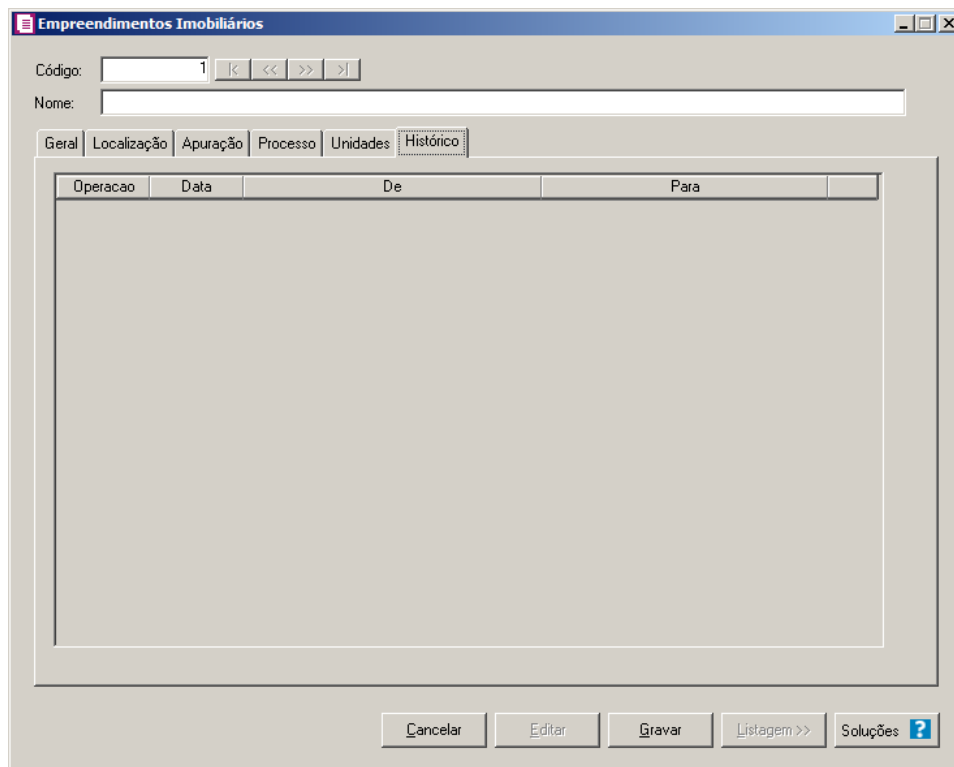 Empreendimentos Imobiliários
Código: 1 |< << >> >|
Nome:
Geral Localização Apuração Processo Unidades Histórico
Operacao Data De Para
Cancelar Editar Gravar Listagem >> Soluções ?